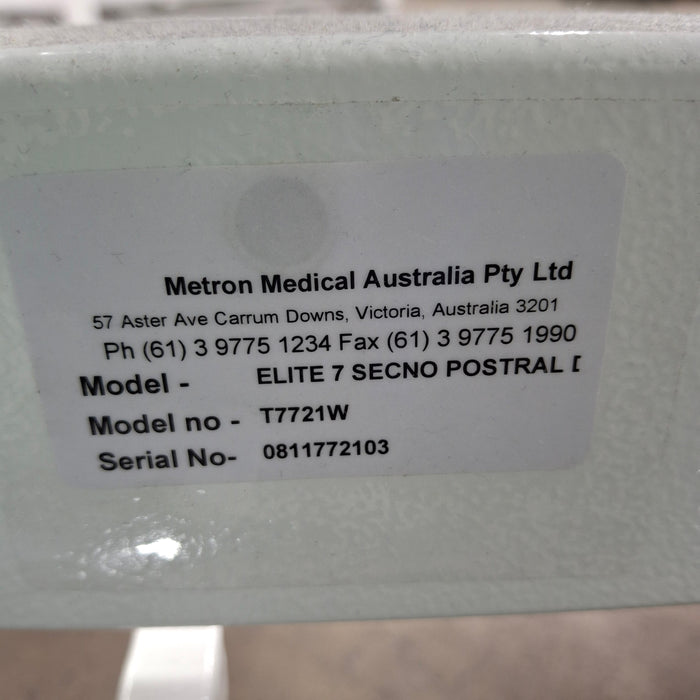 Metron Medical Australia Pty Ltd
57 Aster Ave Carrum Downs, Victoria, Australia 3201
Ph (61) 3 9775 1234 Fax (61) 3 9775 1990
Model - ELITE 7 SECNO POSTRAL
Model no - T7721W
Serial No- 0811772103